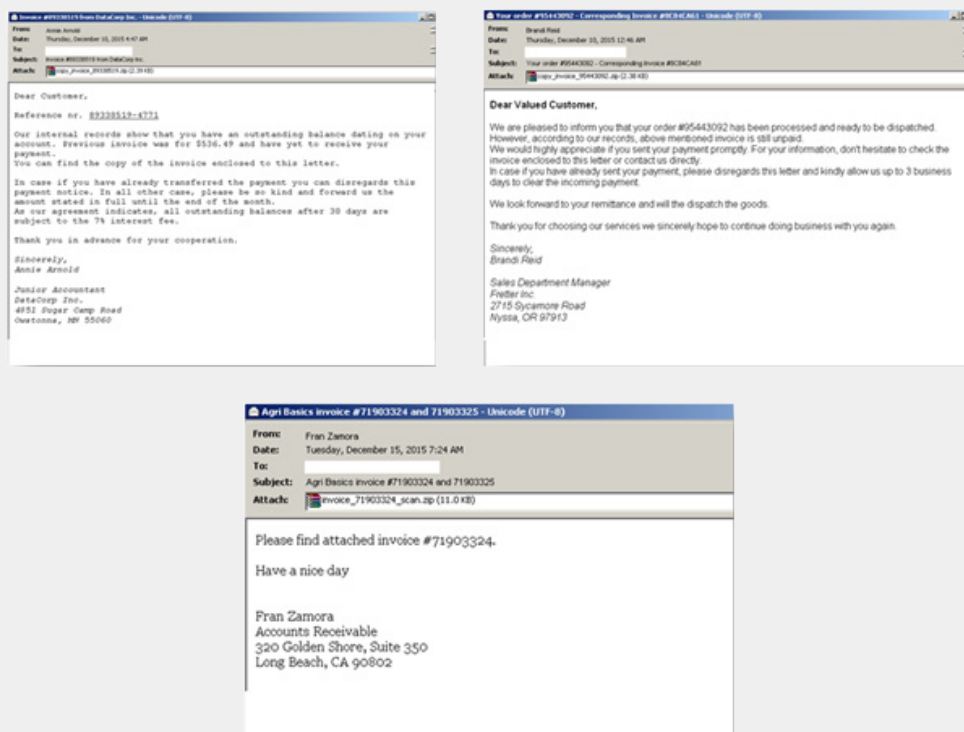 Invoice #89338519 from DataCorp Inc. - Unicode (UTF-8)
From: Annie Arnold
Date: Thursday, December 10, 2015 4:47 AM
To:
Subject: Invoice #89338519 from DataCorp Inc.
Attach: copy_invoice_89338519.zip (2.39 KB)
Dear Customer,
Reference nr. 89338519-4771
Our internal records show that you have an outstanding balance dating on your
account. Previous invoice was for $536.49 and have yet to receive your
payment.
You can find the copy of the invoice enclosed to this letter.
In case if you have already transferred the payment you can disregards this
payment notice. In all other case, please be so kind and forward us the
amount stated in full until the end of the month.
As our agreement indicates, all outstanding balances after 30 days are
subject to the 7% interest fee.
Thank you in advance for your cooperation.
Sincerely,
Annie Arnold
Junior Accountant
DataCorp Inc.
4851 Sugar Camp Road
Owatonna, MN 55060
Your order #95443092 - Corresponding Invoice #8C84CA61 - Unicode (UTF-8)
From: Brandi Reid
Date: Thursday, December 10, 2015 12:46 AM
To:
Subject: Your order #95443092 - Corresponding Invoice #8C84CA61
Attach: copy_invoice_95443092.zip (2.38 KB)
Dear Valued Customer,
We are pleased to inform you that your order #95443092 has been processed and ready to be dispatched.
However, according to our records, above mentioned invoice is still unpaid.
We would highly appreciate if you sent your payment promptly. For your information, don't hesitate to check the
invoice enclosed to this letter or contact us directly.
In case if you have already sent your payment, please disregards this letter and kindly allow us up to 3 business
days to clear the incoming payment.
We look forward to your remittance and will the dispatch the goods.
Thank you for choosing our services we sincerely hope to continue doing business with you again.
Sincerely,
Brandi Reid
Sales Department Manager
Fretter Inc.
2715 Sycamore Road
Nyssa, OR 97913
Agri Basics invoice #71903324 and 71903325 - Unicode (UTF-8)
From: Fran Zamora
Date: Tuesday, December 15, 2015 7:24 AM
To:
Subject: Agri Basics invoice #71903324 and 71903325
Attach: invoice_71903324_scan.zip (11.0 KB)
Please find attached invoice #71903324.
Have a nice day
Fran Zamora
Accounts Receivable
320 Golden Shore, Suite 350
Long Beach, CA 90802